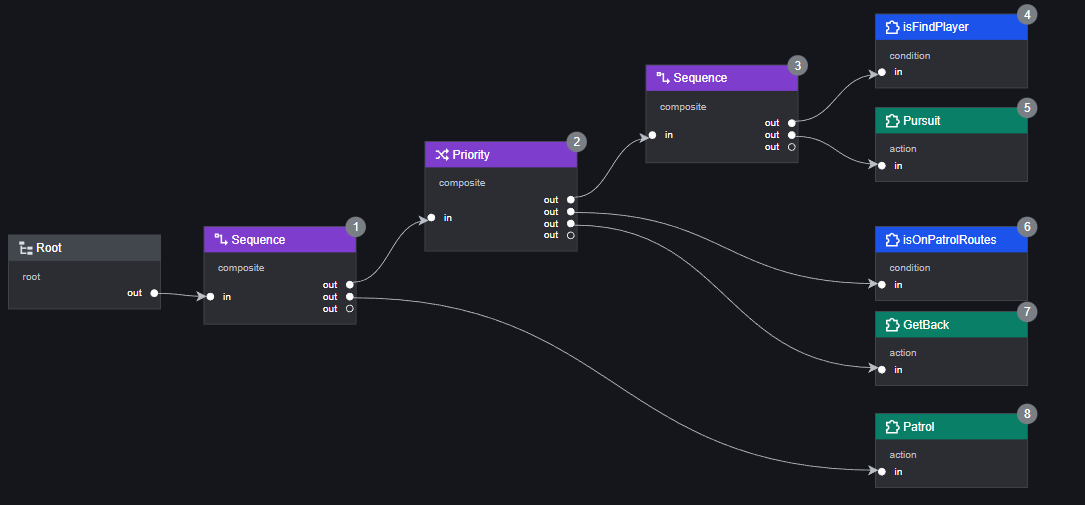 Root
root
out
1
Sequence
composite
out
in
out
out
2
Priority
composite
out
in
out
out
out
3
Sequence
composite
out
in
out
out
4
isFindPlayer
condition
in
5
Pursuit
action
in
6
isOnPatrolRoutes
condition
in
7
GetBack
action
in
8
Patrol
action
in